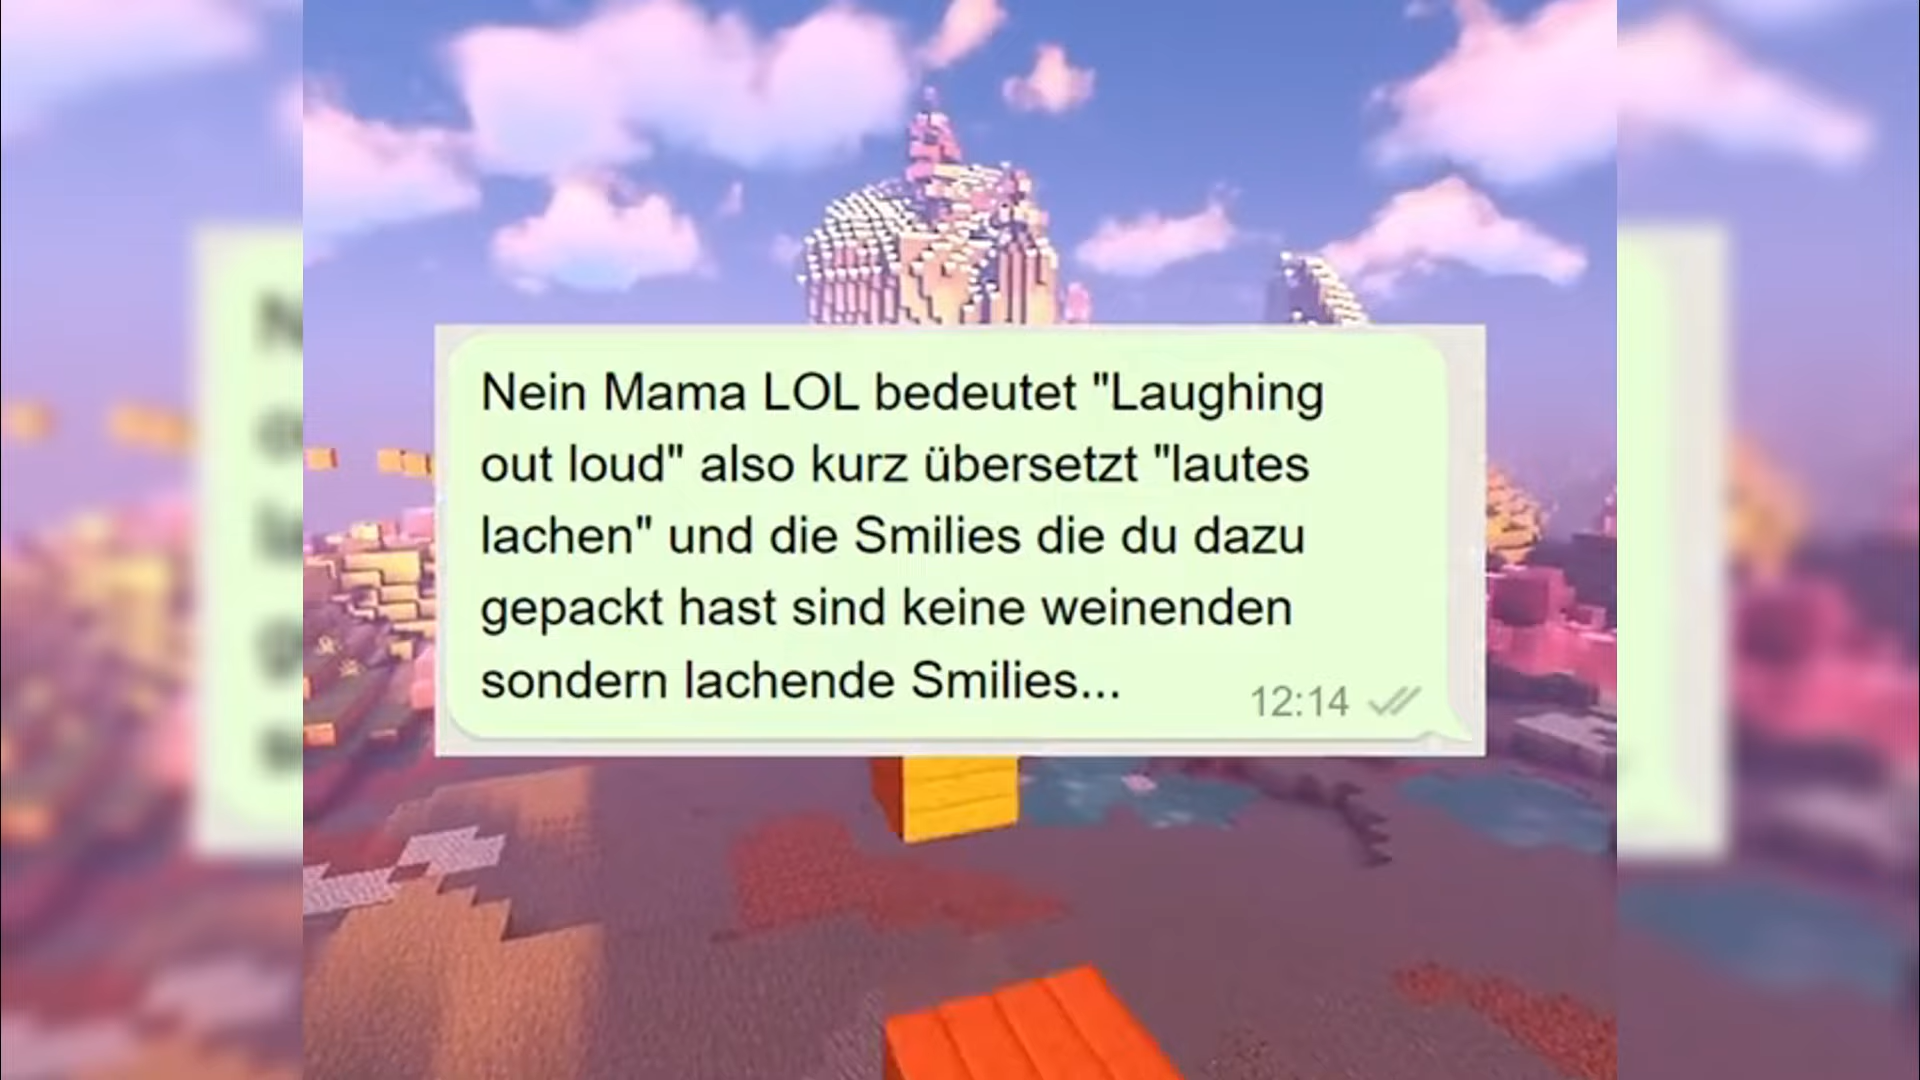 Nein Mama LOL bedeutet "Laughing
out loud" also kurz übersetzt "lautes
lachen" und die Smilies die du dazu
gepackt hast sind keine weinenden
sondern lachende Smilies...
12:14